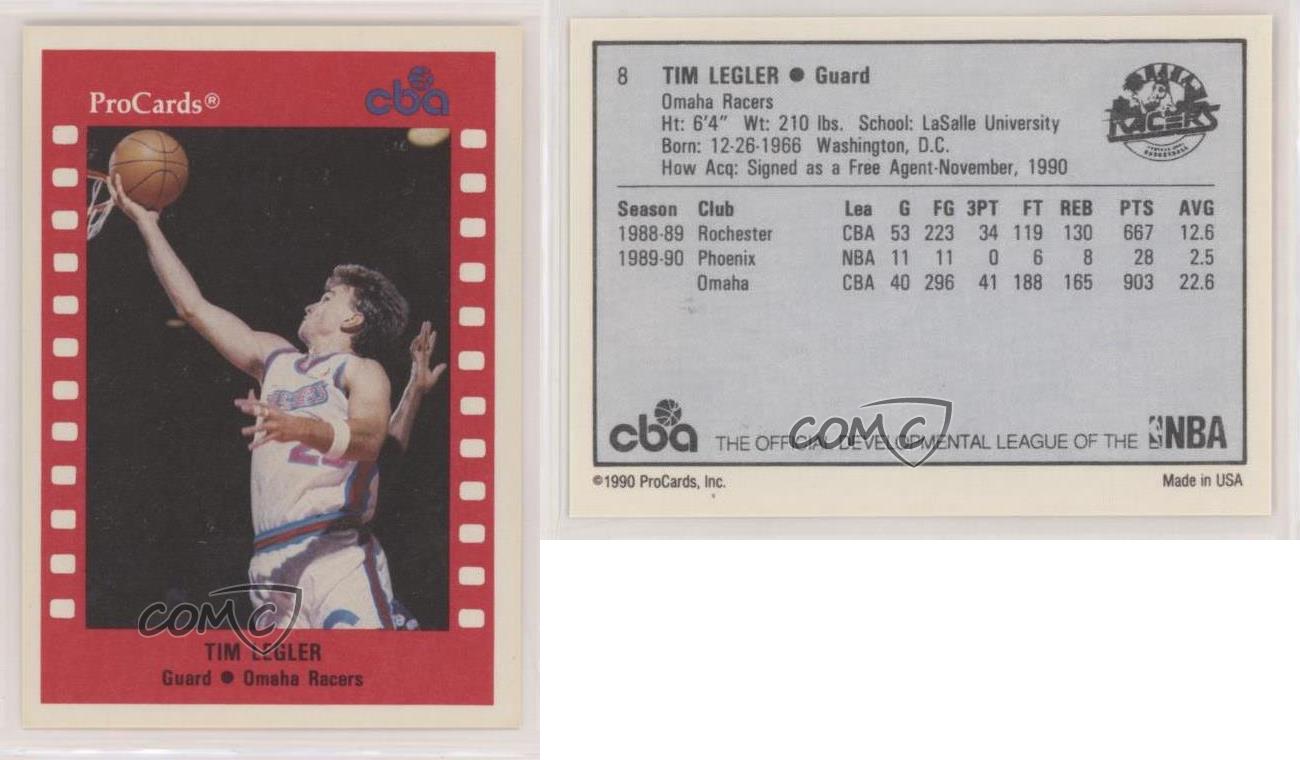 ProCards®
cba
COMC
TIM LEGLER
Guard ● Omaha Racers
8 TIM LEGLER ● Guard
Omaha Racers
Ht: 6'4" Wt: 210 lbs. School: LaSalle University
Born: 12-26-1966 Washington, D.C.
How Acq: Signed as a Free Agent-November, 1990
RACERS
Season Club Lea G FG 3PT FT REB PTS AVG
1988-89 Rochester CBA 53 223 34 119 130 667 12.6
1989-90 Phoenix NBA 11 11 0 6 8 28 2.5
Omaha CBA 40 296 41 188 165 903 22.6
COMC
cba THE OFFICIAL DEVELOPMENTAL LEAGUE OF THE NBA
©1990 ProCards, Inc. Made in USA